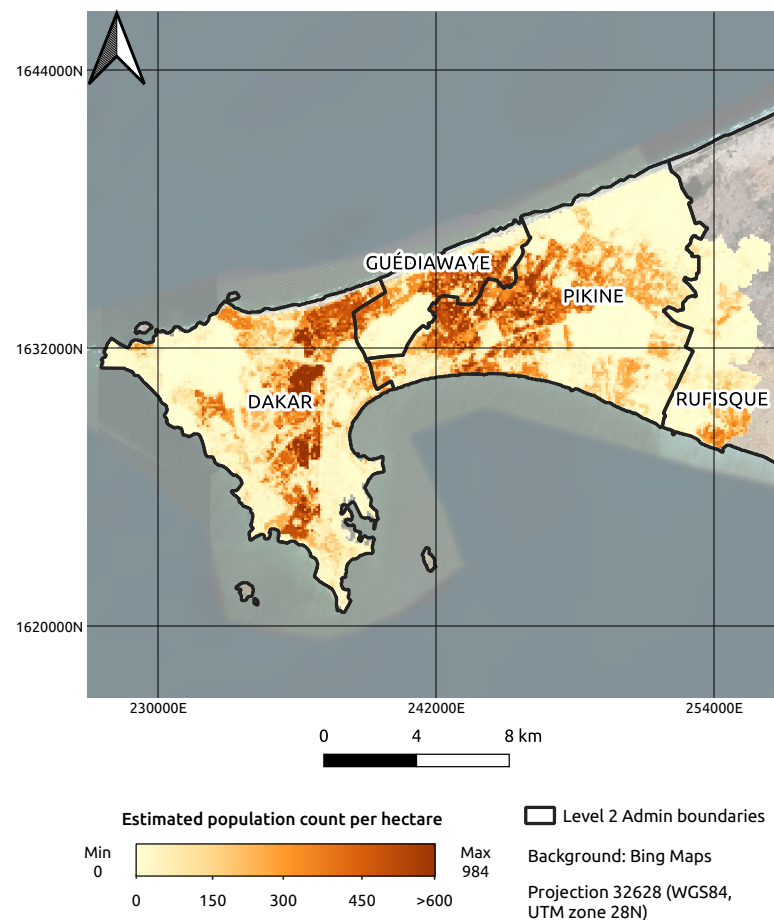 1644000N
GUÉDIAWAYE
PIKINE
1632000N
DAKAR
RUFISQUE
1620000N
230000E
242000E
254000E
0
4
8 km
Estimated population count per hectare
Min
0
Max
984
0
150
300
450
>600
Level 2 Admin boundaries
Background: Bing Maps
Projection 32628 (WGS84,
UTM zone 28N)